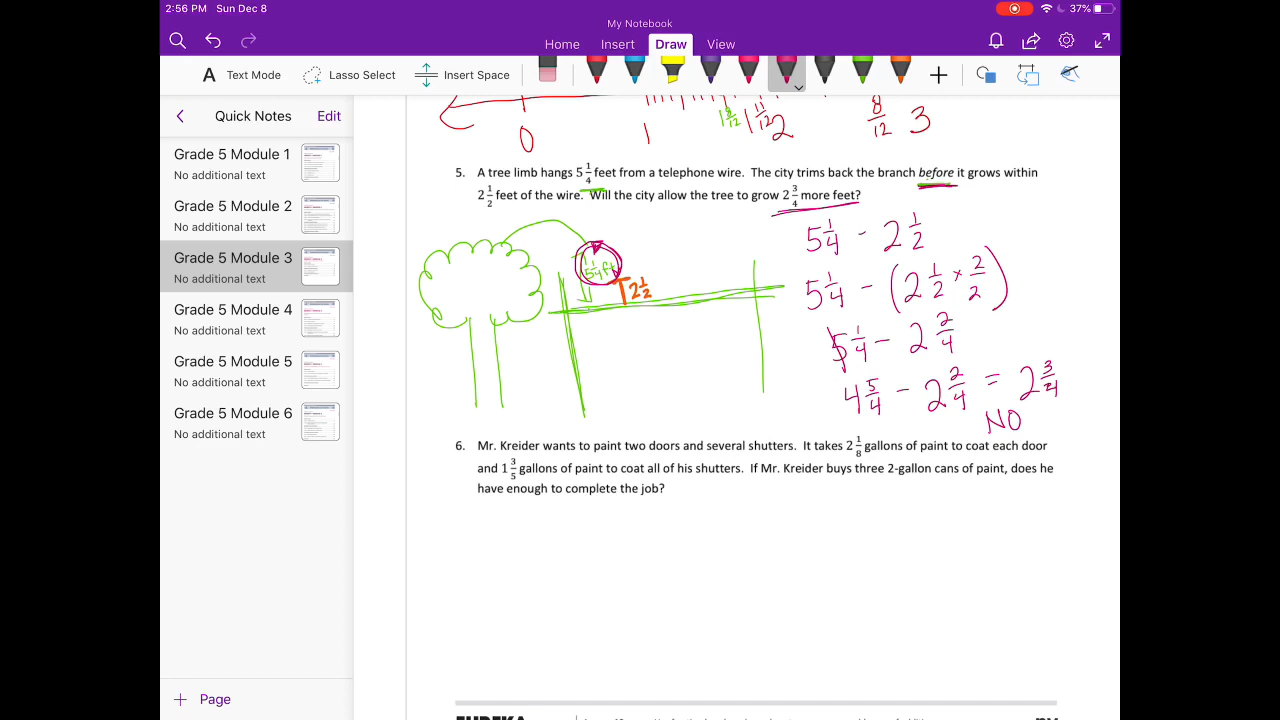 2:56 PM Sun Dec 8
37%
My Notebook
Home Insert Draw View
Text Mode Lasso Select Insert Space
Quick Notes Edit
Grade 5 Module 1
No additional text
Grade 5 Module 2
No additional text
Grade 5 Module 3
No additional text
Grade 5 Module 4
No additional text
Grade 5 Module 5
No additional text
Grade 5 Module 6
No additional text
Page
0 1 1 8/12 1 11/12 2 8/12 3
5. A tree limb hangs 5 1/4 feet from a telephone wire. The city trims back the branch before it grows within
2 1/2 feet of the wire. Will the city allow the tree to grow 2 3/4 more feet?
5 1/4 ft
2 1/2
5 1/4 - 2 1/2
5 1/4 - (2 1/2 × 2/2)
5 1/4 - 2 2/4
4 5/4 - 2 2/4 = 2 3/4
NO
6. Mr. Kreider wants to paint two doors and several shutters. It takes 2 1/8 gallons of paint to coat each door
and 1 3/5 gallons of paint to coat all of his shutters. If Mr. Kreider buys three 2-gallon cans of paint, does he
have enough to complete the job?
EUREKA